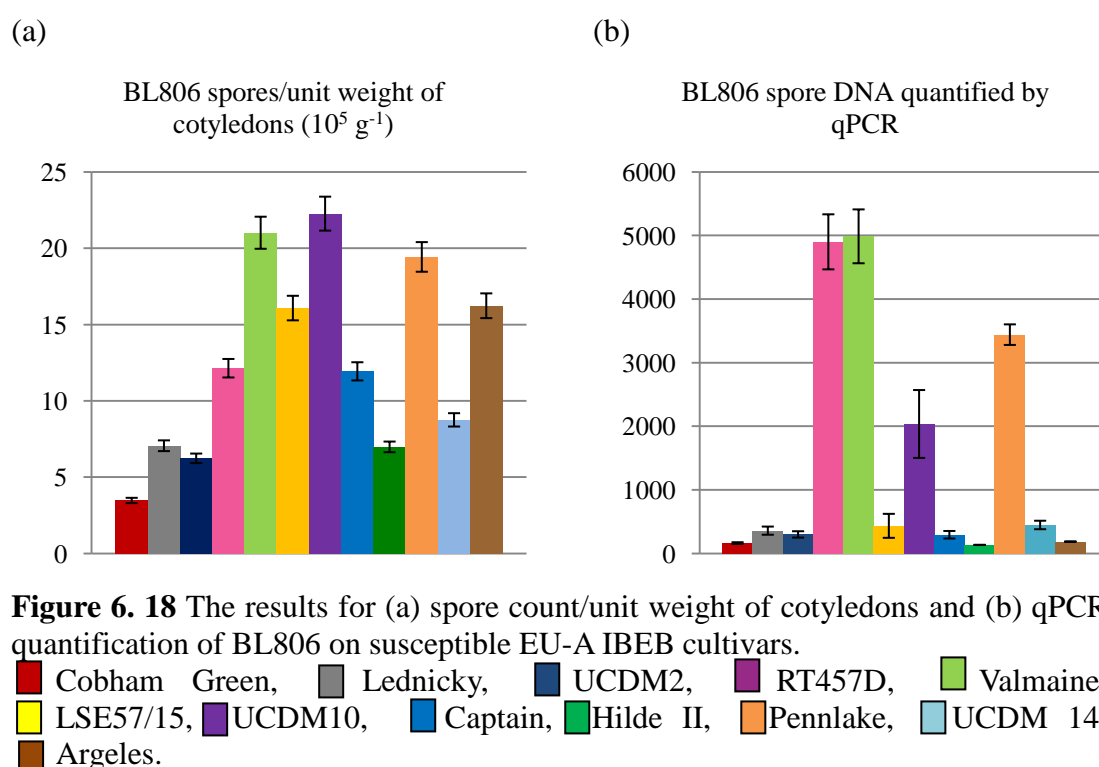 (a)
(b)
BL806 spores/unit weight of
cotyledons (10⁵ g⁻¹)
25
20
15
10
5
0
BL806 spore DNA quantified by
qPCR
6000
5000
4000
3000
2000
1000
0
Figure 6. 18 The results for (a) spore count/unit weight of cotyledons and (b) qPCR
quantification of BL806 on susceptible EU-A IBEB cultivars.
Cobham Green, Lednicky, UCDM2, RT457D, Valmaine
LSE57/15, UCDM10, Captain, Hilde II, Pennlake, UCDM 14
Argeles.